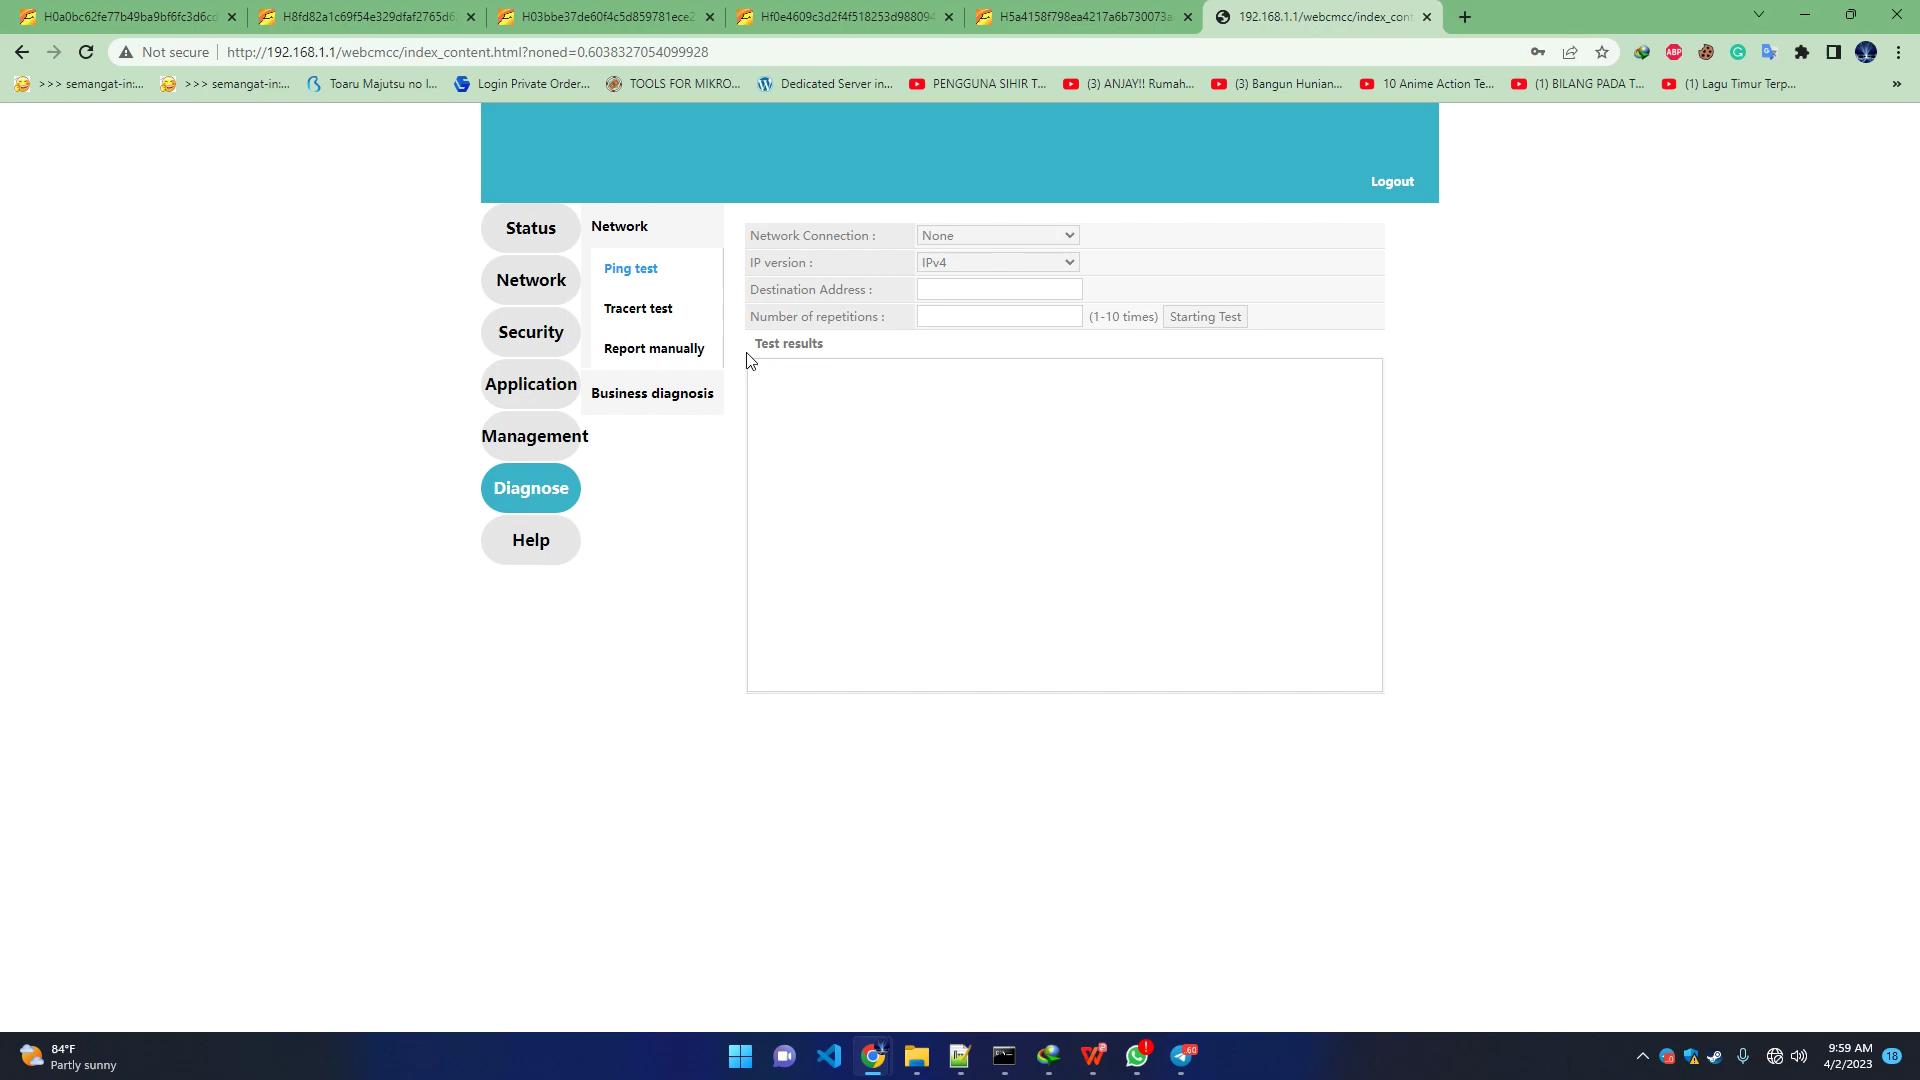 H0a0bc62fe77b49ba9bf6fc3d6cd
H8fd82a1c69f54e329dfaf2765d6
H03bbe37de60f4c5d859781ece2
Hf0e4609c3d2f4f518253d988094
H5a4158f798ea4217a6b730073a
192.168.1.1/webcmcc/index_cont
Not secure
http://192.168.1.1/webcmcc/index_content.html?noned=0.6038327054099928
>>> semangat-in:...
>>> semangat-in:...
Toaru Majutsu no I...
Login Private Order...
TOOLS FOR MIKRO...
Dedicated Server in...
PENGGUNA SIHIR T...
(3) ANJAY!! Rumah...
(3) Bangun Hunian...
10 Anime Action Te...
(1) BILANG PADA T...
(1) Lagu Timur Terp...
»
Logout
Status
Network
Security
Application
Management
Diagnose
Help
Network
Ping test
Tracert test
Report manually
Business diagnosis
Network Connection : None
IP version : IPv4
Destination Address :
Number of repetitions : (1-10 times) Starting Test
Test results
84°F
Partly sunny
60
9:59 AM
4/2/2023
18